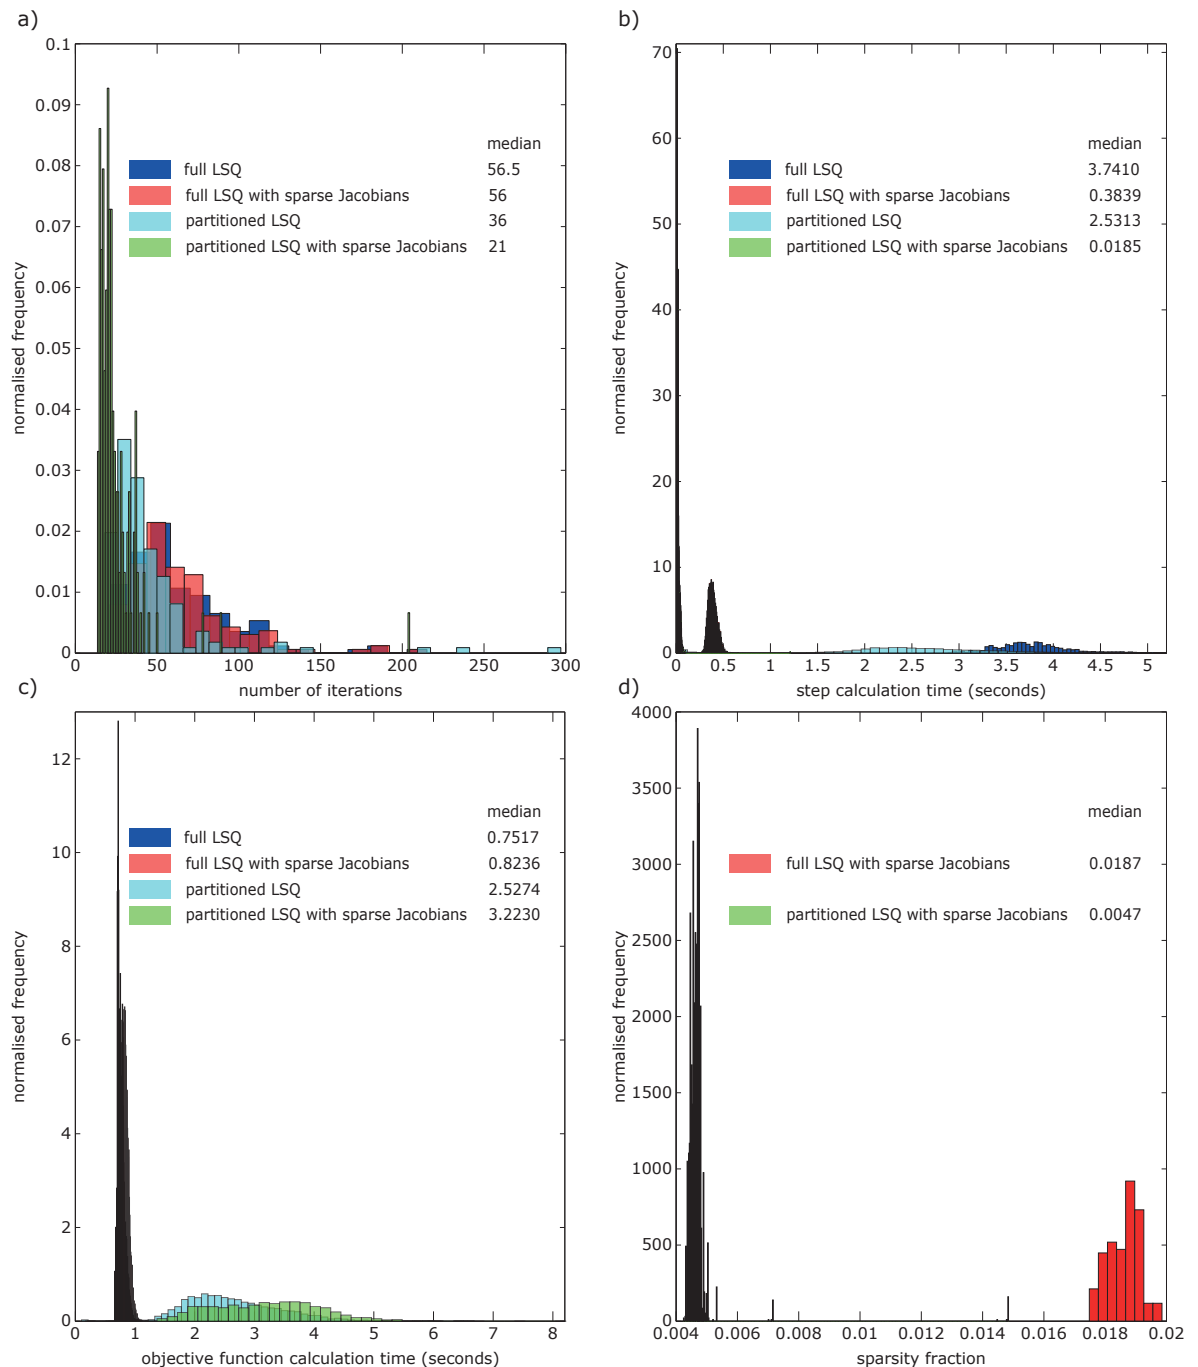 a)
0.1
0.09
0.08
0.07
0.06
0.05
0.04
0.03
0.02
0.01
0
normalised frequency
median
full LSQ 56.5
full LSQ with sparse Jacobians 56
partitioned LSQ 36
partitioned LSQ with sparse Jacobians 21
0 50 100 150 200 250 300
number of iterations
b)
70
60
50
40
30
20
10
0
normalised frequency
median
full LSQ 3.7410
full LSQ with sparse Jacobians 0.3839
partitioned LSQ 2.5313
partitioned LSQ with sparse Jacobians 0.0185
0 0.5 1 1.5 2 2.5 3 3.5 4 4.5 5
step calculation time (seconds)
c)
12
10
8
6
4
2
0
normalised frequency
median
full LSQ 0.7517
full LSQ with sparse Jacobians 0.8236
partitioned LSQ 2.5274
partitioned LSQ with sparse Jacobians 3.2230
0 1 2 3 4 5 6 7 8
objective function calculation time (seconds)
d)
4000
3500
3000
2500
2000
1500
1000
500
0
normalised frequency
median
full LSQ with sparse Jacobians 0.0187
partitioned LSQ with sparse Jacobians 0.0047
0.004 0.006 0.008 0.01 0.012 0.014 0.016 0.018 0.02
sparsity fraction